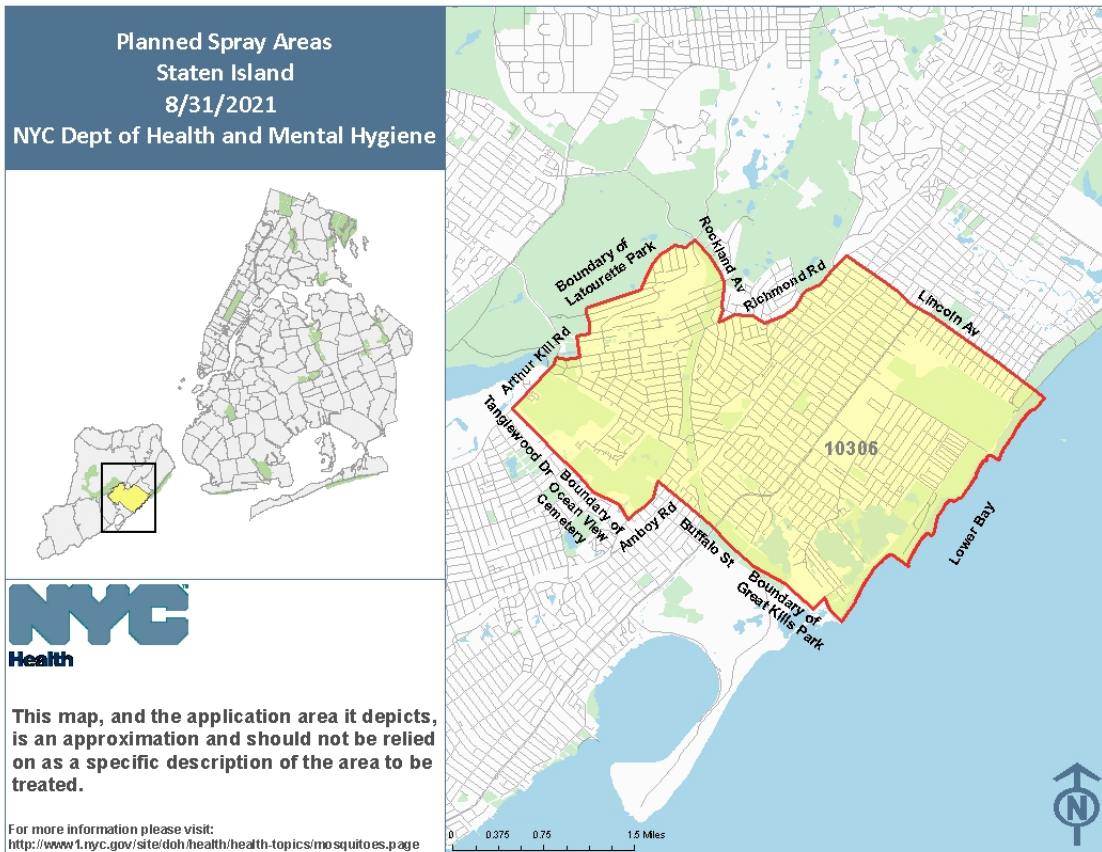 Planned Spray Areas
Staten Island
8/31/2021
NYC Dept of Health and Mental Hygiene
NYC
Health
This map, and the application area it depicts,
is an approximation and should not be relied
on as a specific description of the area to be
treated.
For more information please visit:
http://www1.nyc.gov/site/doh/health/health-topics/mosquitoes.page
Boundary of
Latourette Park
Rockland Av
Richmond Rd
Lincoln Av
Arthur Kill Rd
Tanglewood Dr
Boundary of
Ocean View
Cemetery
Amboy Rd
Buffalo St
Boundary of
Great Kills Park
10306
Lower Bay
0 0.375 0.75 1.5 Miles
N